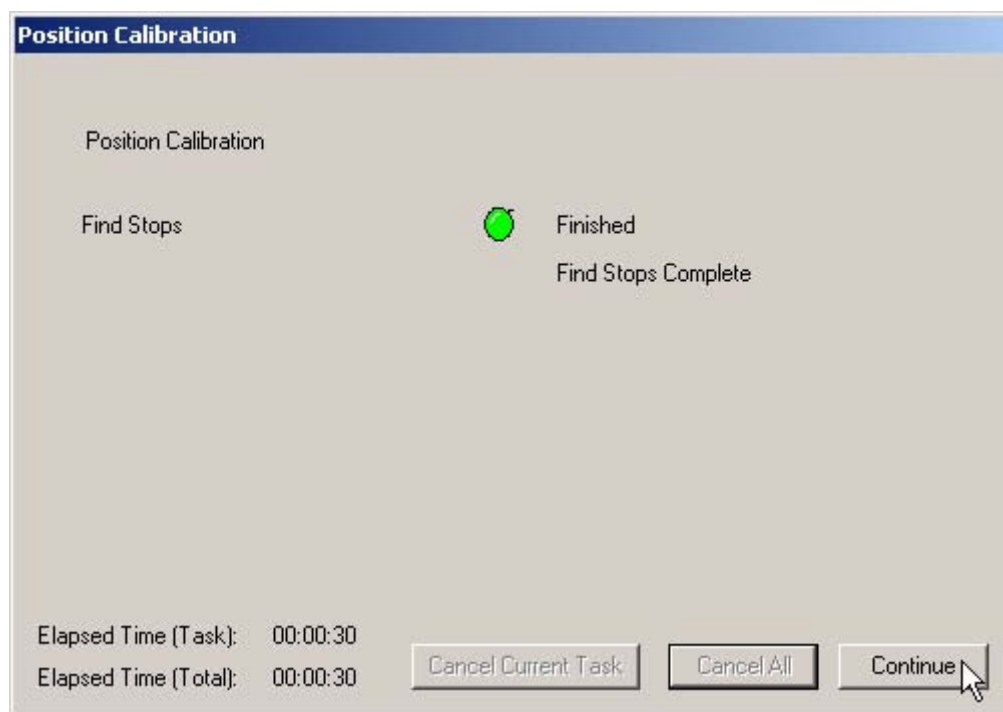 Position Calibration
Position Calibration
Find Stops Finished
Find Stops Complete
Elapsed Time (Task): 00:00:30
Elapsed Time (Total): 00:00:30
Cancel Current Task Cancel All Continue